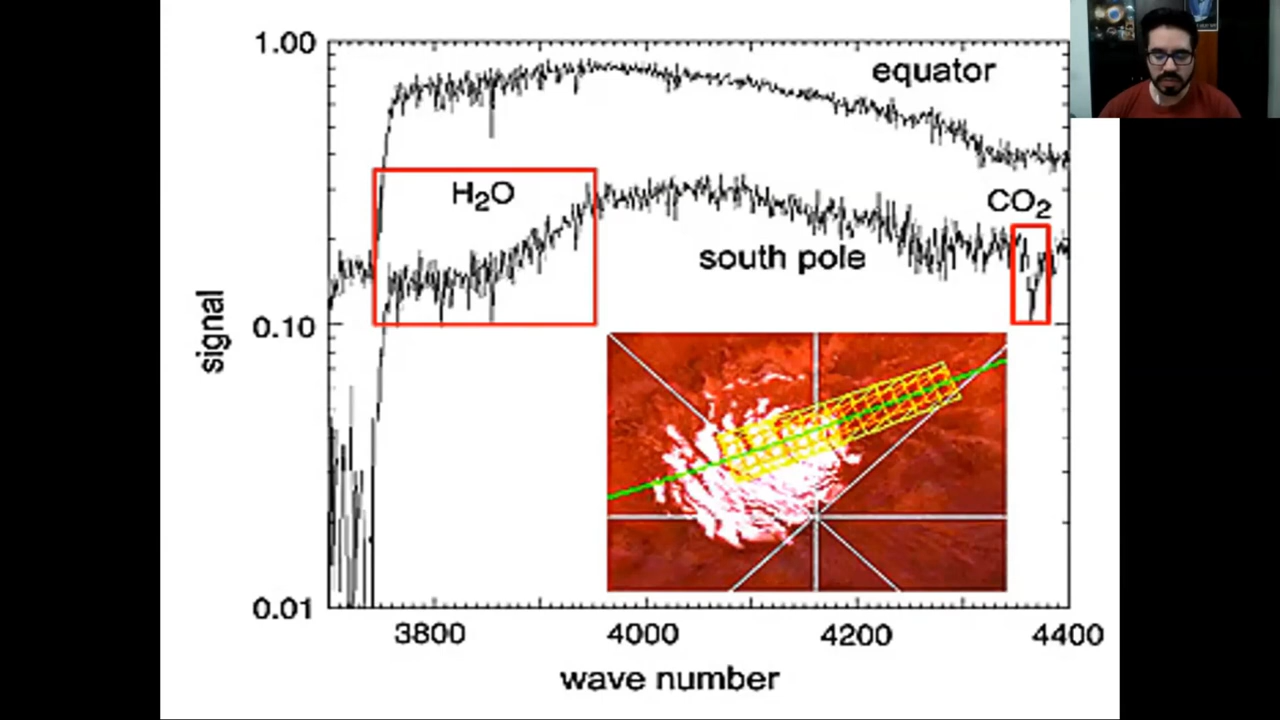 1.00
equator
H2O
CO2
south pole
signal
0.10
0.01
3800
4000
4200
4400
wave number